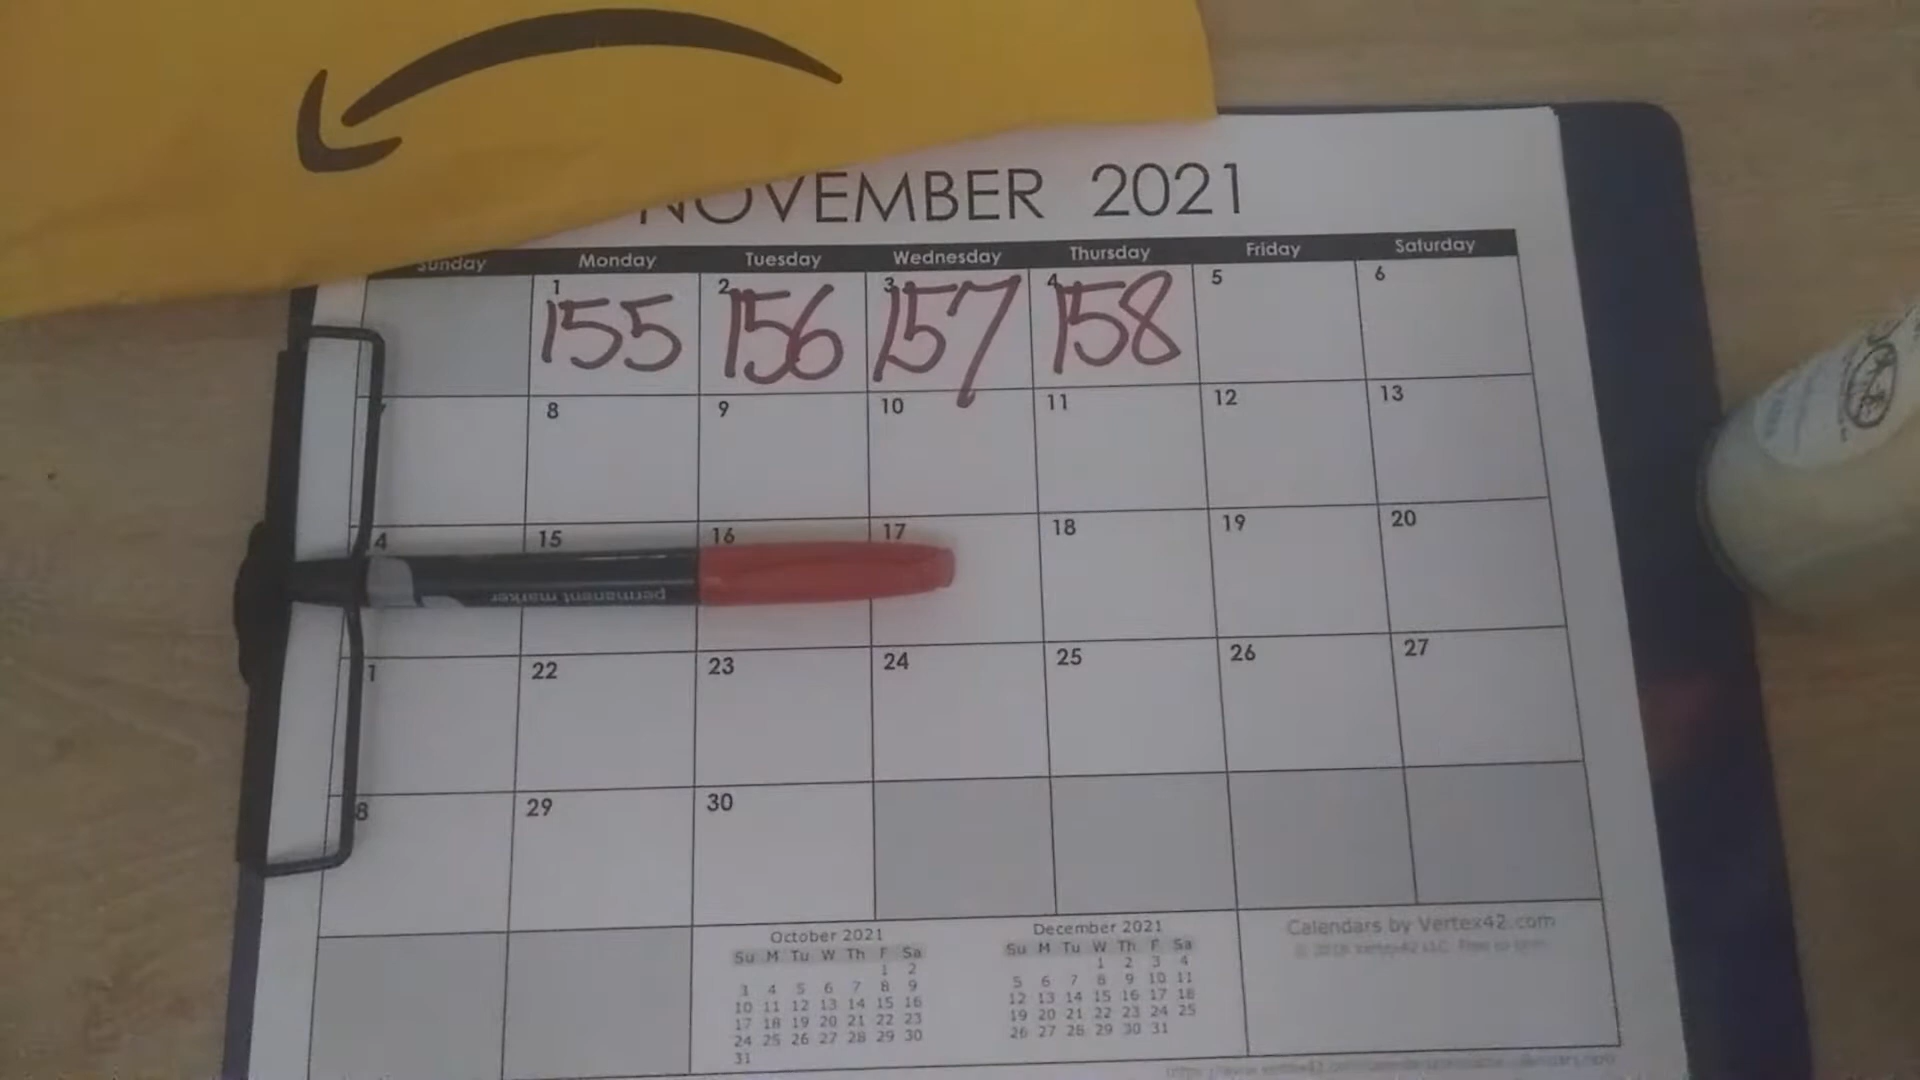 NOVEMBER 2021
Sunday Monday Tuesday Wednesday Thursday Friday Saturday
1 2 3 4 5 6
155 156 157 158
7 8 9 10 11 12 13
4 15 16 17 18 19 20
permanent marker
1 22 23 24 25 26 27
8 29 30
October 2021
Su M Tu W Th F Sa
1 2
3 4 5 6 7 8 9
10 11 12 13 14 15 16
17 18 19 20 21 22 23
24 25 26 27 28 29 30
31
December 2021
Su M Tu W Th F Sa
1 2 3 4
5 6 7 8 9 10 11
12 13 14 15 16 17 18
19 20 21 22 23 24 25
26 27 28 29 30 31
Calendars by Vertex42.com